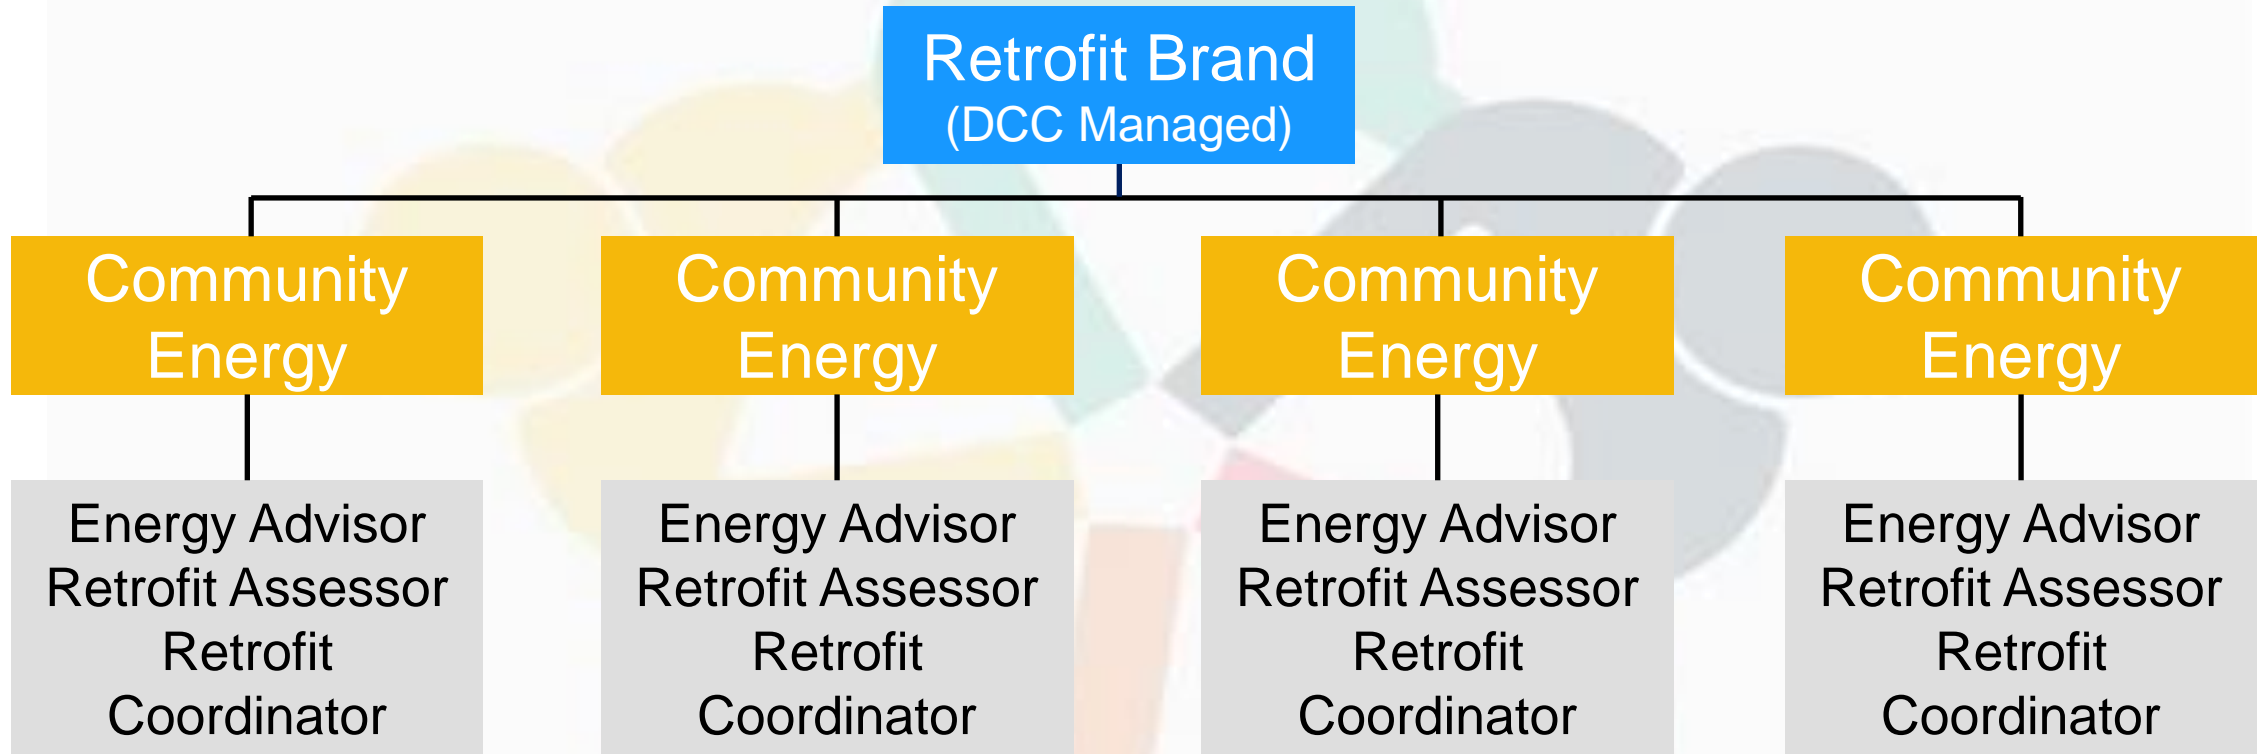 Retrofit Brand
(DCC Managed)
Community
Energy
Community
Energy
Community
Energy
Community
Energy
Energy Advisor
Retrofit Assessor
Retrofit
Coordinator
Energy Advisor
Retrofit Assessor
Retrofit
Coordinator
Energy Advisor
Retrofit Assessor
Retrofit
Coordinator
Energy Advisor
Retrofit Assessor
Retrofit
Coordinator